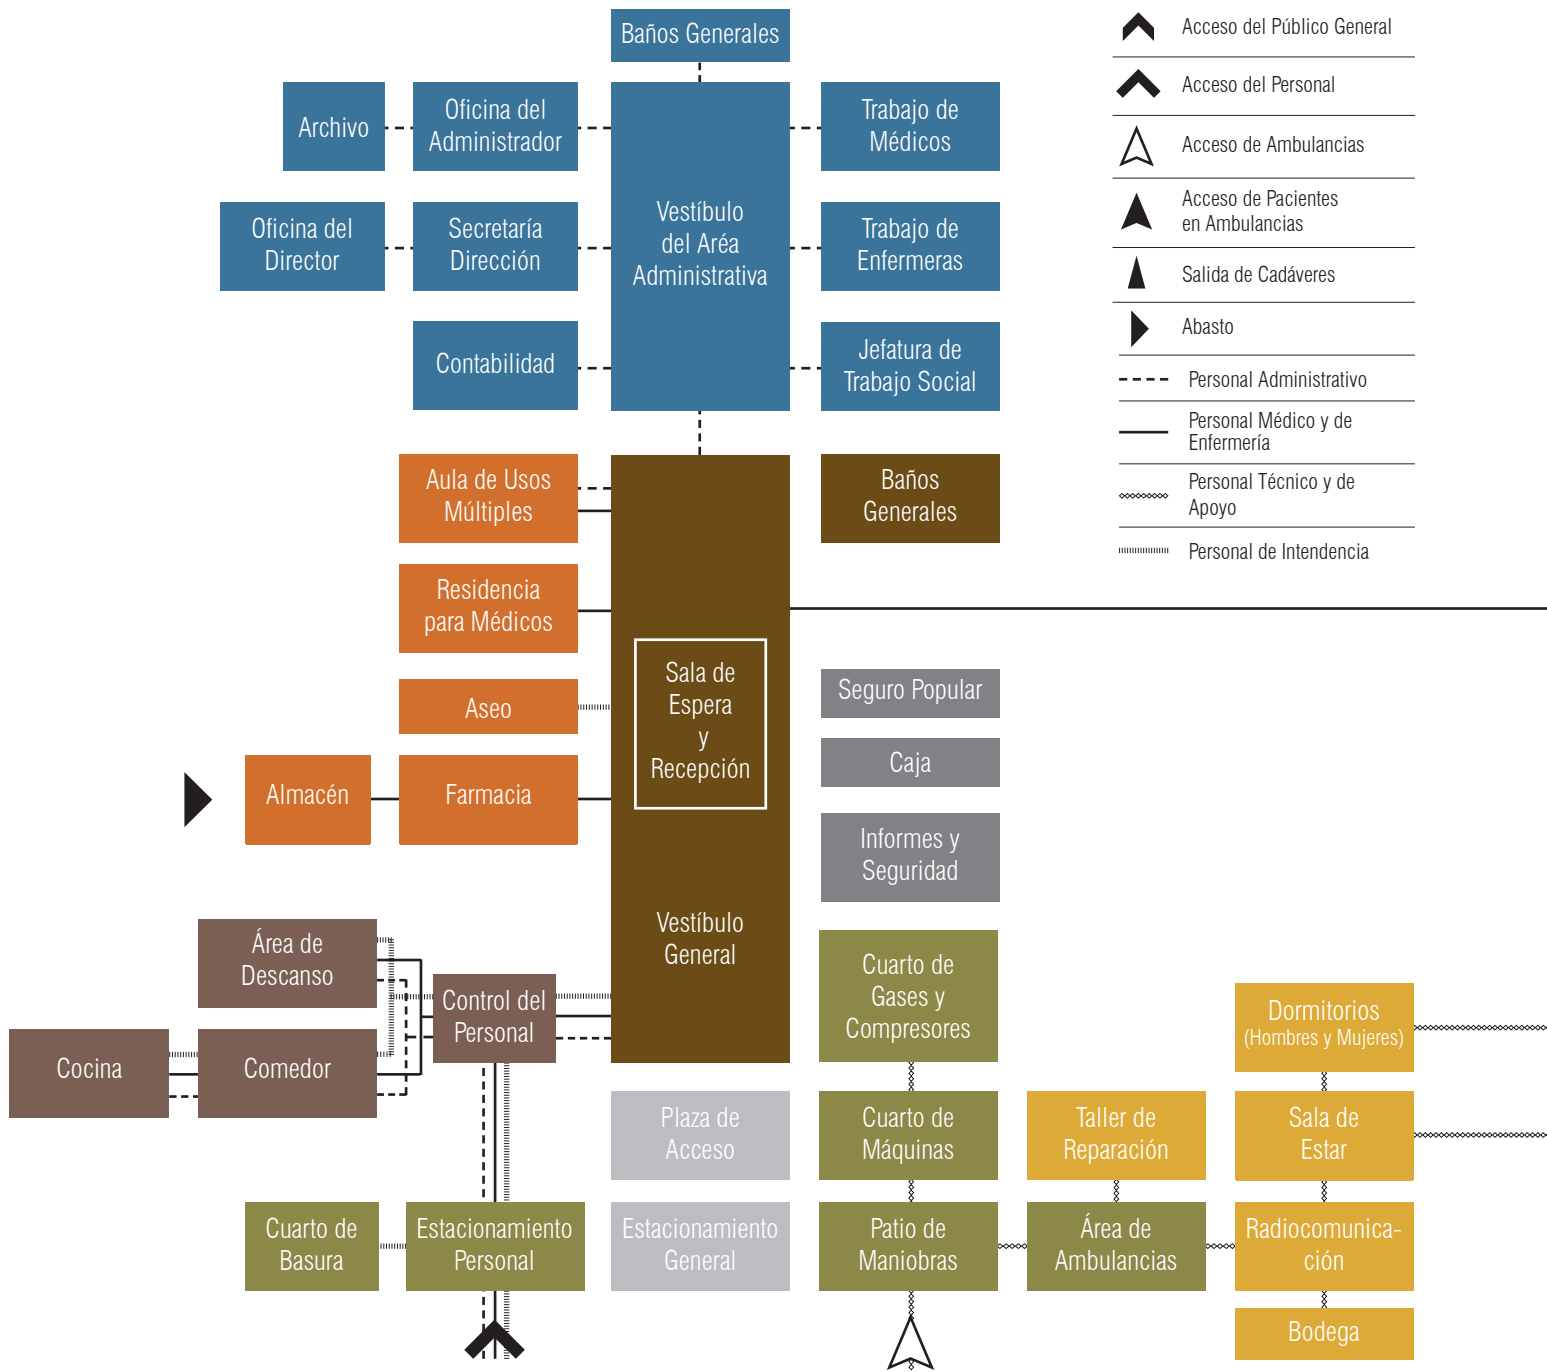 Baños Generales
Archivo
Oficina del
Administrador
Trabajo de
Médicos
Oficina del
Director
Secretaría
Dirección
Vestíbulo
del Aréa
Administrativa
Trabajo de
Enfermeras
Contabilidad
Jefatura de
Trabajo Social
Aula de Usos
Múltiples
Baños
Generales
Residencia
para Médicos
Sala de
Espera
y
Recepción
Seguro Popular
Aseo
Caja
Almacén
Farmacia
Informes y
Seguridad
Vestíbulo
General
Área de
Descanso
Control del
Personal
Cuarto de
Gases y
Compresores
Dormitorios
(Hombres y Mujeres)
Cocina
Comedor
Plaza de
Acceso
Cuarto de
Máquinas
Taller de
Reparación
Sala de
Estar
Cuarto de
Basura
Estacionamiento
Personal
Estacionamiento
General
Patio de
Maniobras
Área de
Ambulancias
Radiocomunica-
ción
Bodega
Acceso del Público General
Acceso del Personal
Acceso de Ambulancias
Acceso de Pacientes
en Ambulancias
Salida de Cadáveres
Abasto
Personal Administrativo
Personal Médico y de
Enfermería
Personal Técnico y de
Apoyo
Personal de Intendencia